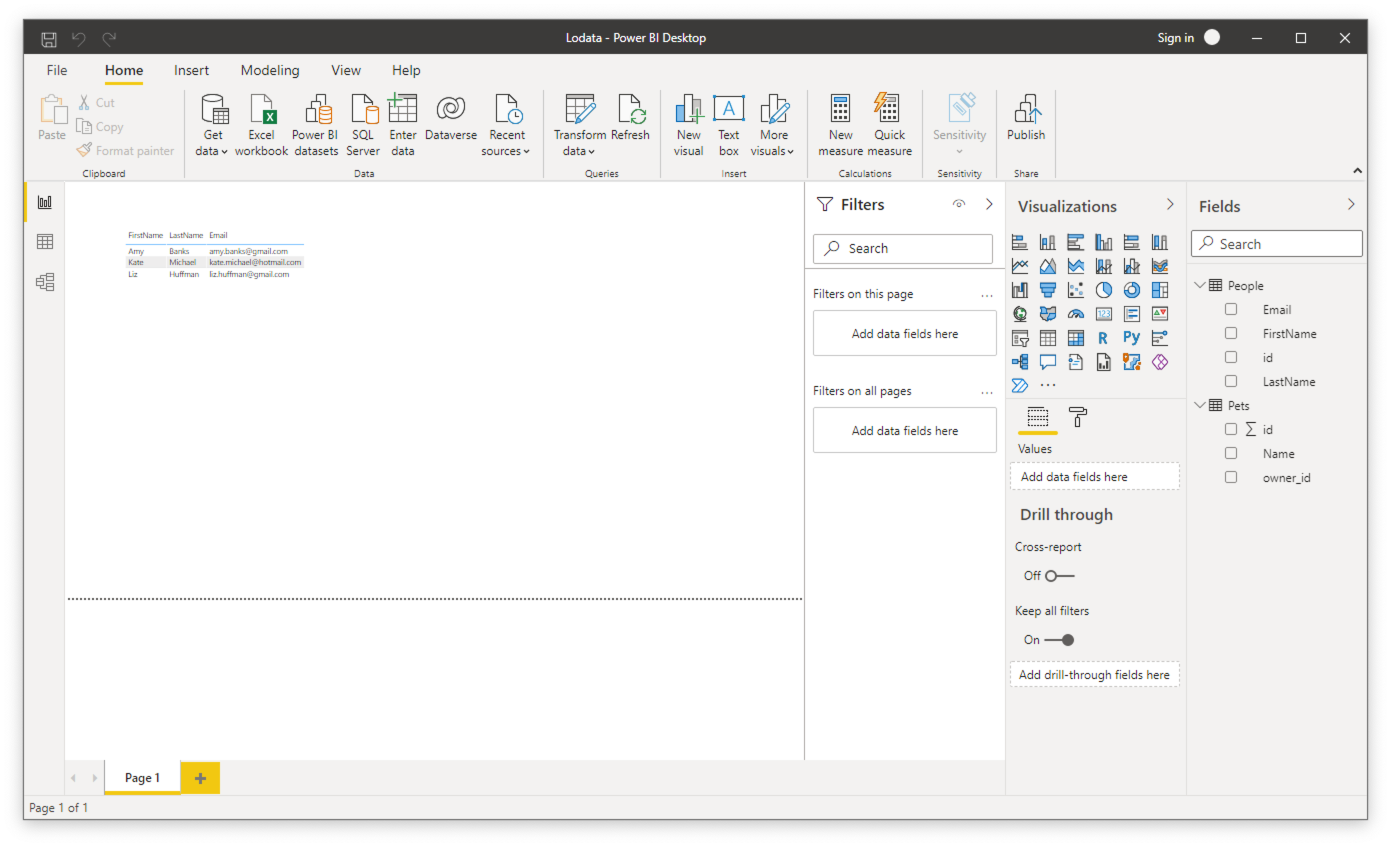 Lodata - Power BI Desktop
Sign in
File Home Insert Modeling View Help
Paste
Cut
Copy
Format painter
Clipboard
Get data
Excel workbook
Power BI datasets
SQL Server
Enter data
Dataverse
Recent sources
Data
Transform data
Refresh
Queries
New visual
Text box
More visuals
Insert
New measure
Quick measure
Calculations
Sensitivity
Sensitivity
Publish
Share
FirstName LastName Email
Amy Banks amy.banks@gmail.com
Kate Michael kate.michael@hotmail.com
Liz Huffman liz.huffman@gmail.com
Filters
Search
Filters on this page
Add data fields here
Filters on all pages
Add data fields here
Visualizations
123
R
Py
Values
Add data fields here
Drill through
Cross-report
Off
Keep all filters
On
Add drill-through fields here
Fields
Search
People
Email
FirstName
id
LastName
Pets
∑ id
Name
owner_id
Page 1
Page 1 of 1